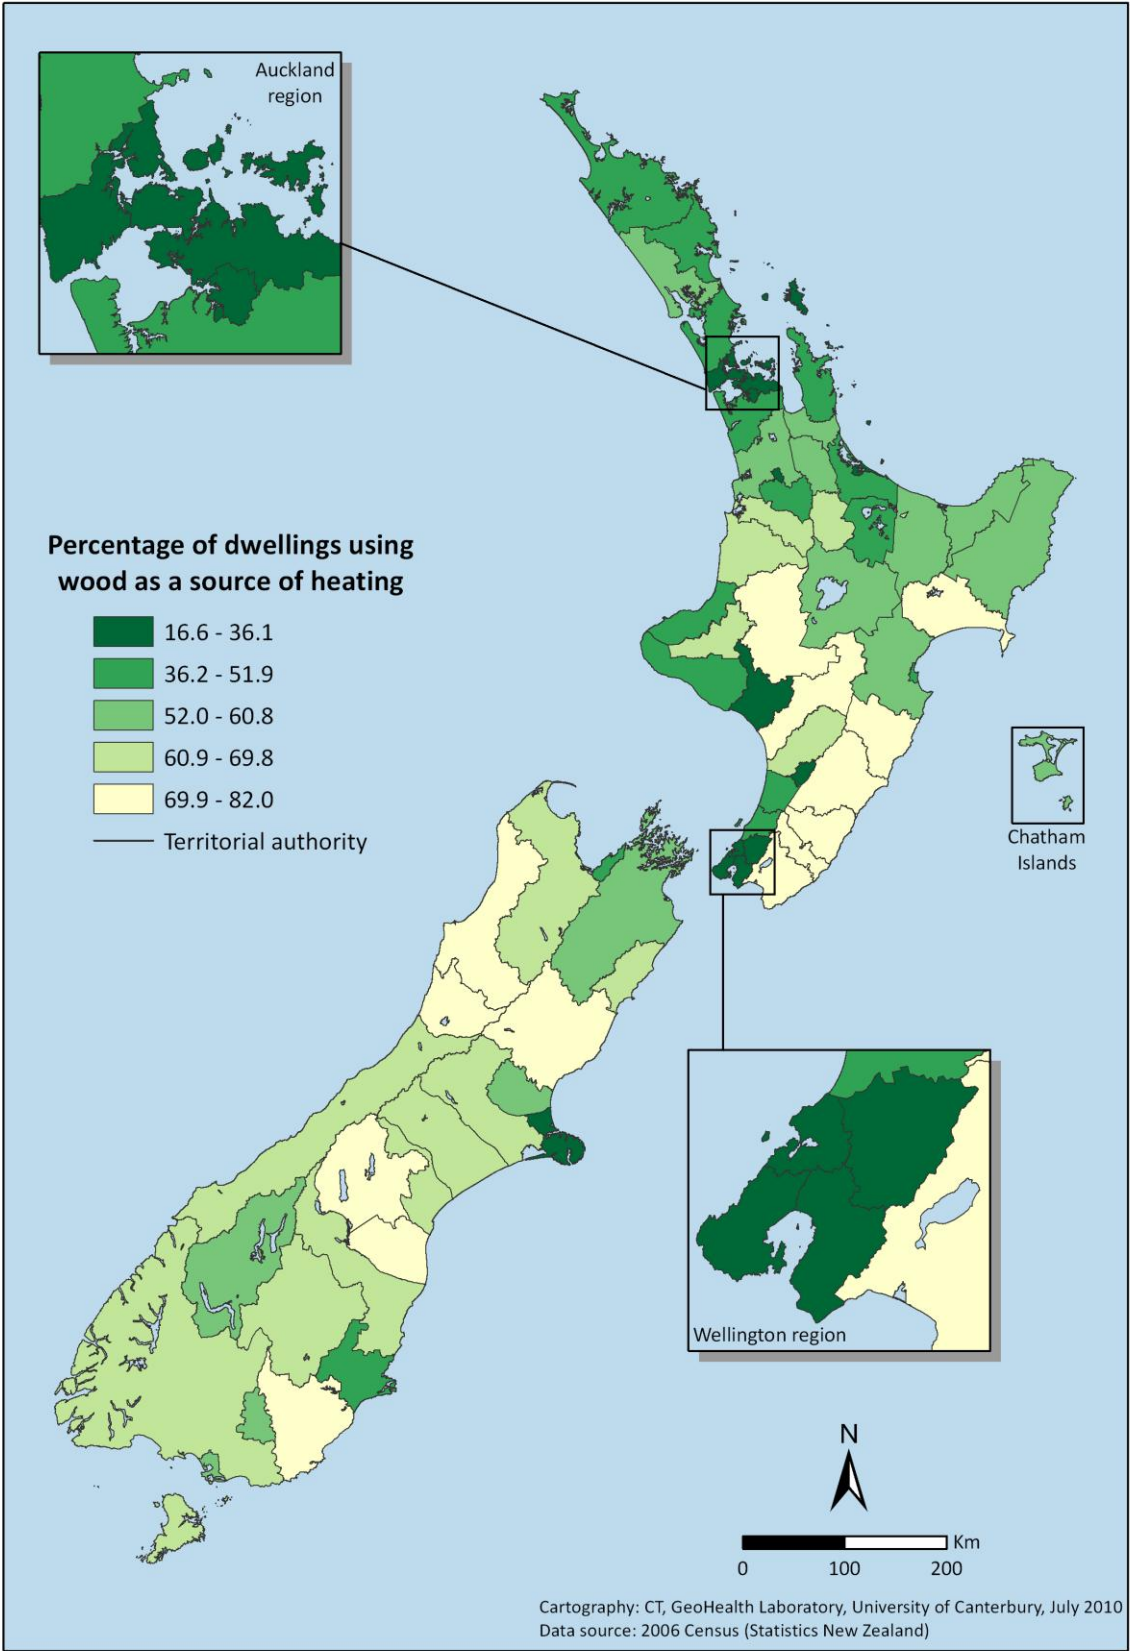 Auckland
region
Percentage of dwellings using
wood as a source of heating
16.6 - 36.1
36.2 - 51.9
52.0 - 60.8
60.9 - 69.8
69.9 - 82.0
Territorial authority
Chatham
Islands
Wellington region
N
Km
0 100 200
Cartography: CT, GeoHealth Laboratory, University of Canterbury, July 2010
Data source: 2006 Census (Statistics New Zealand)